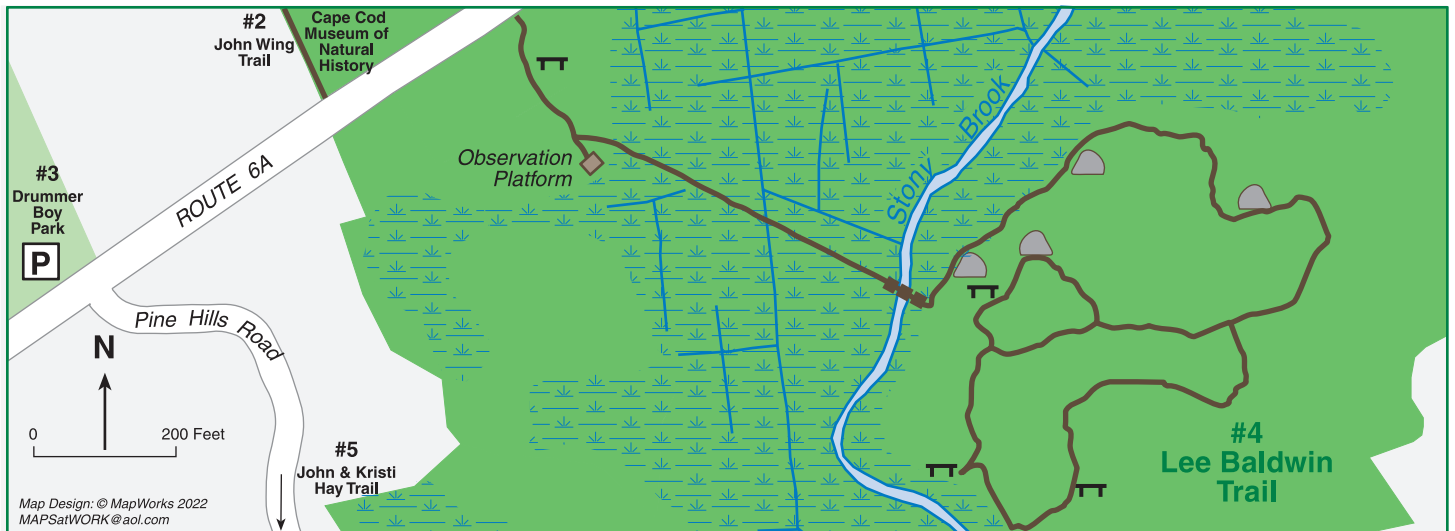 #2
John Wing
Trail
Cape Cod
Museum of
Natural
History
#3
Drummer
Boy
Park
P
ROUTE 6A
Observation
Platform
Stony Brook
Pine Hills Road
N
0 200 Feet
#5
John & Kristi
Hay Trail
#4
Lee Baldwin
Trail
Map Design: © MapWorks 2022
MAPSatWORK@aol.com